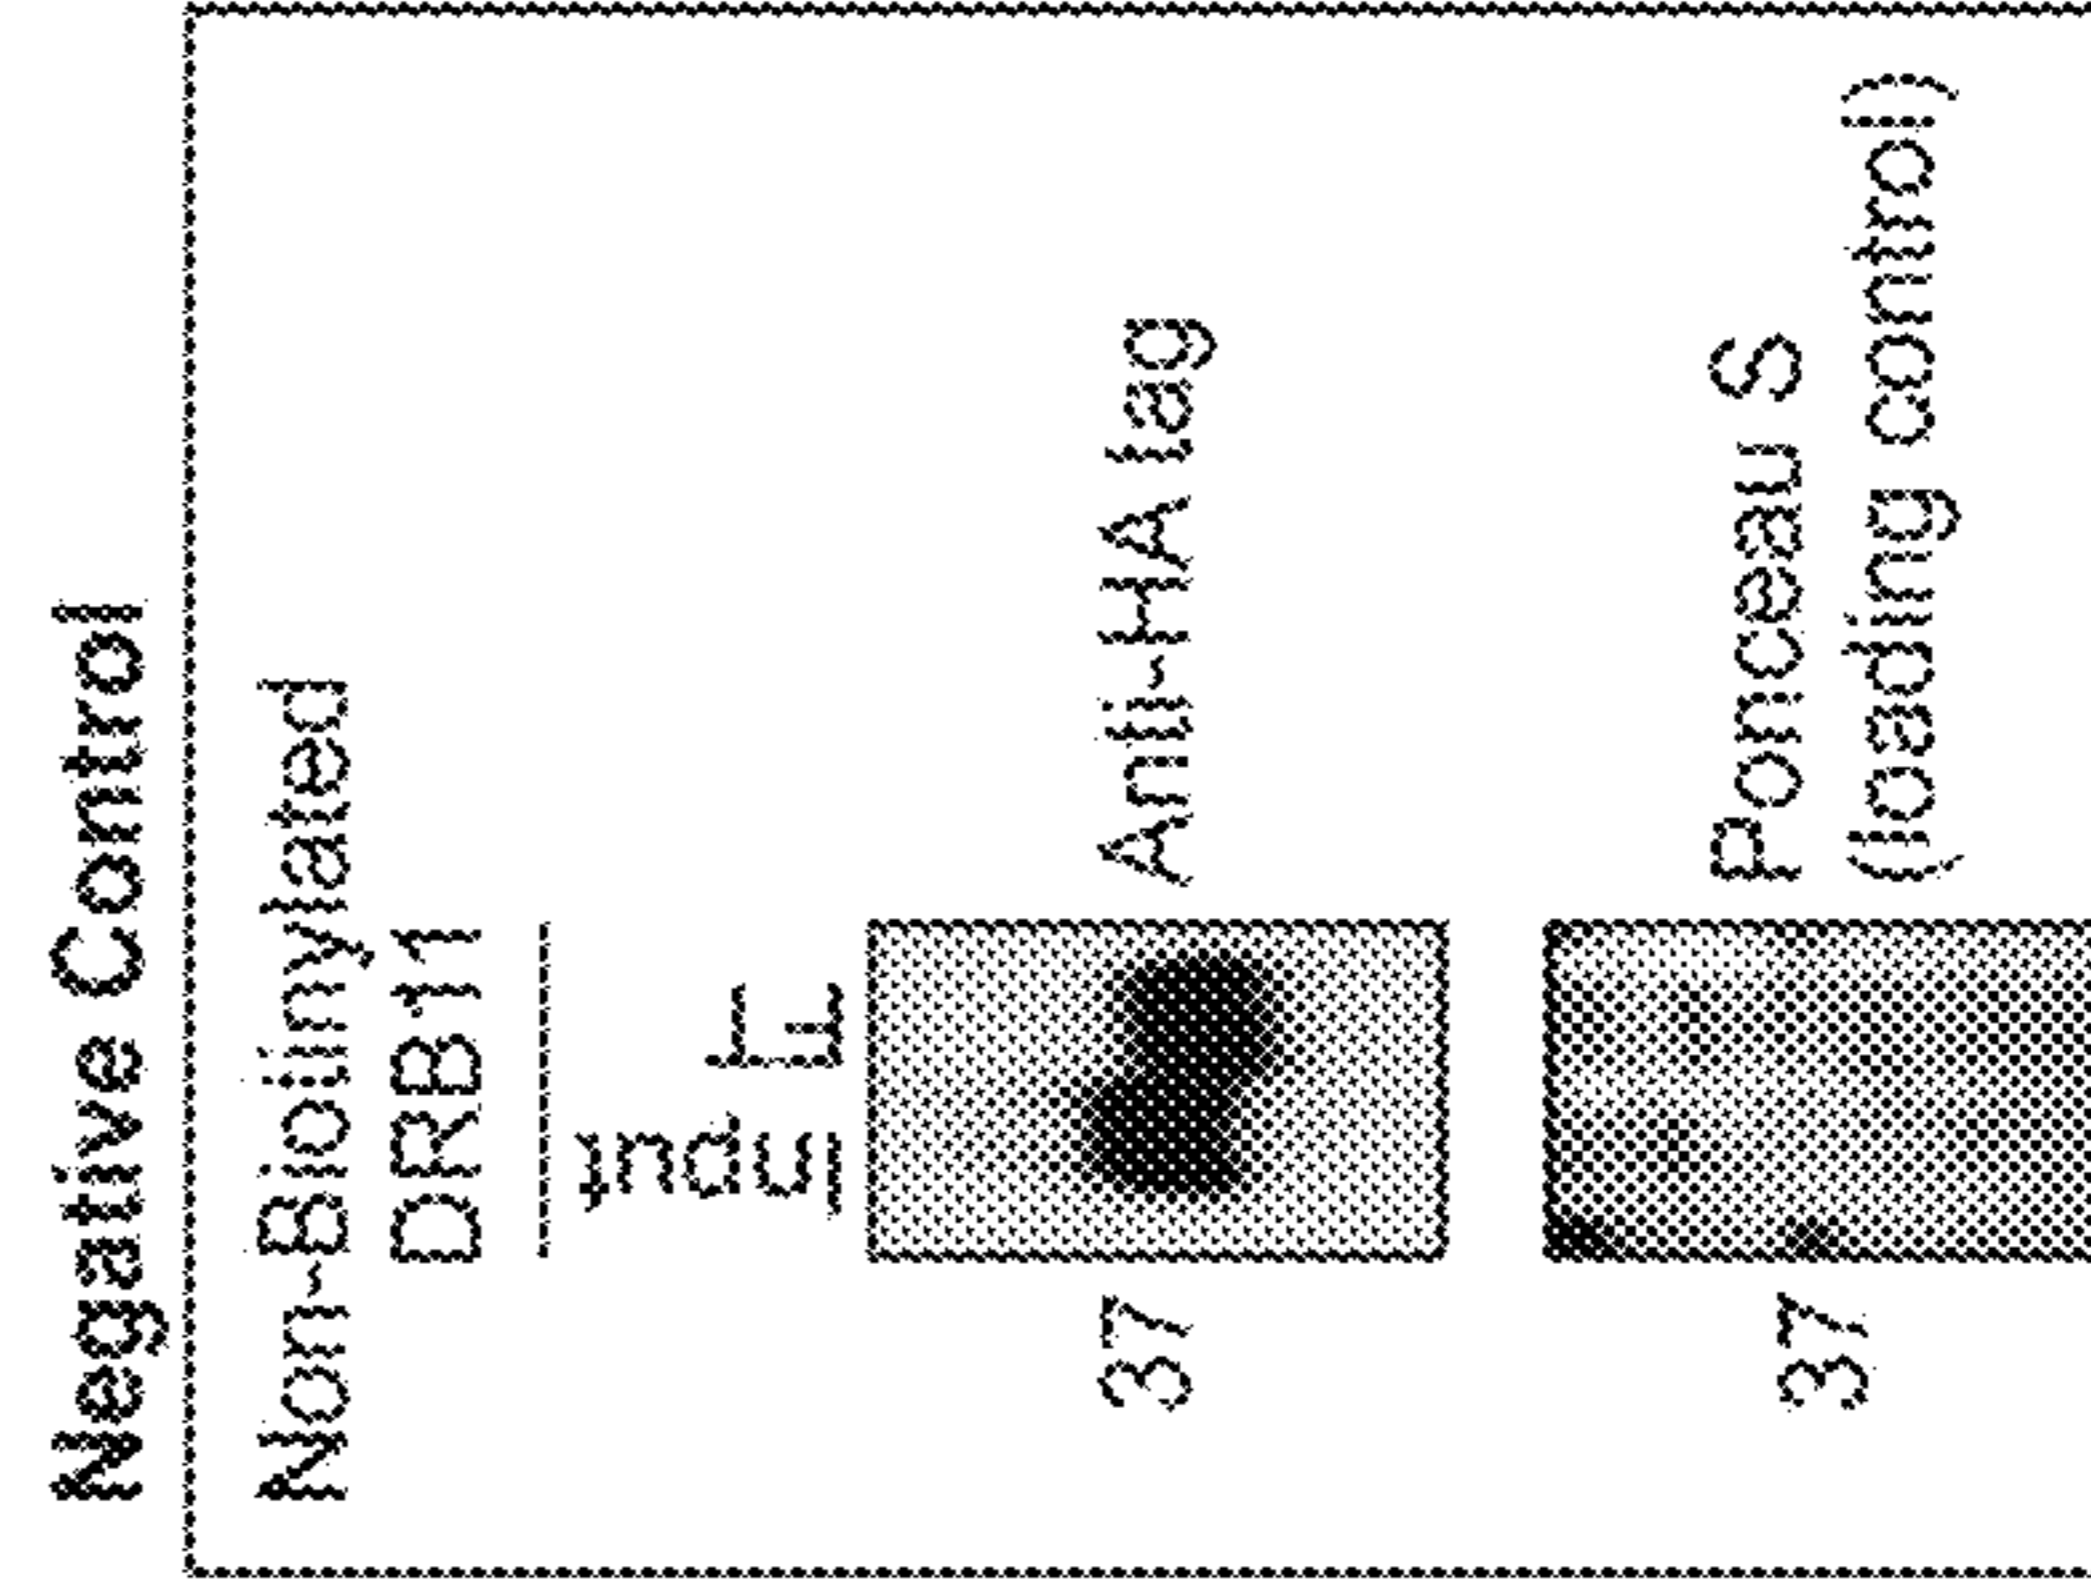 Negative Control
Non-Biotinylated
DRB11
Input
FT
37
Anti-HA tag
37
Ponceau S
(loading control)